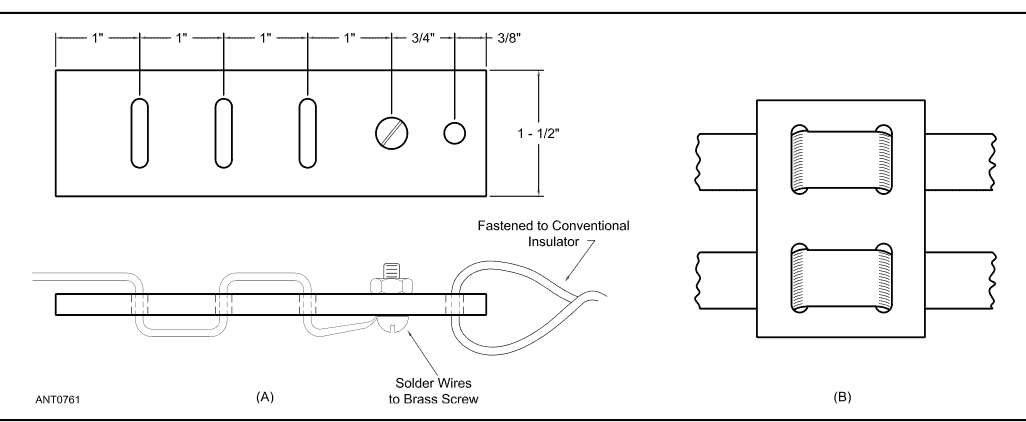 1" 1" 1" 1" 3/4" 3/8"
1 - 1/2"
Fastened to Conventional
Insulator
Solder Wires
to Brass Screw
ANT0761
(A)
(B)